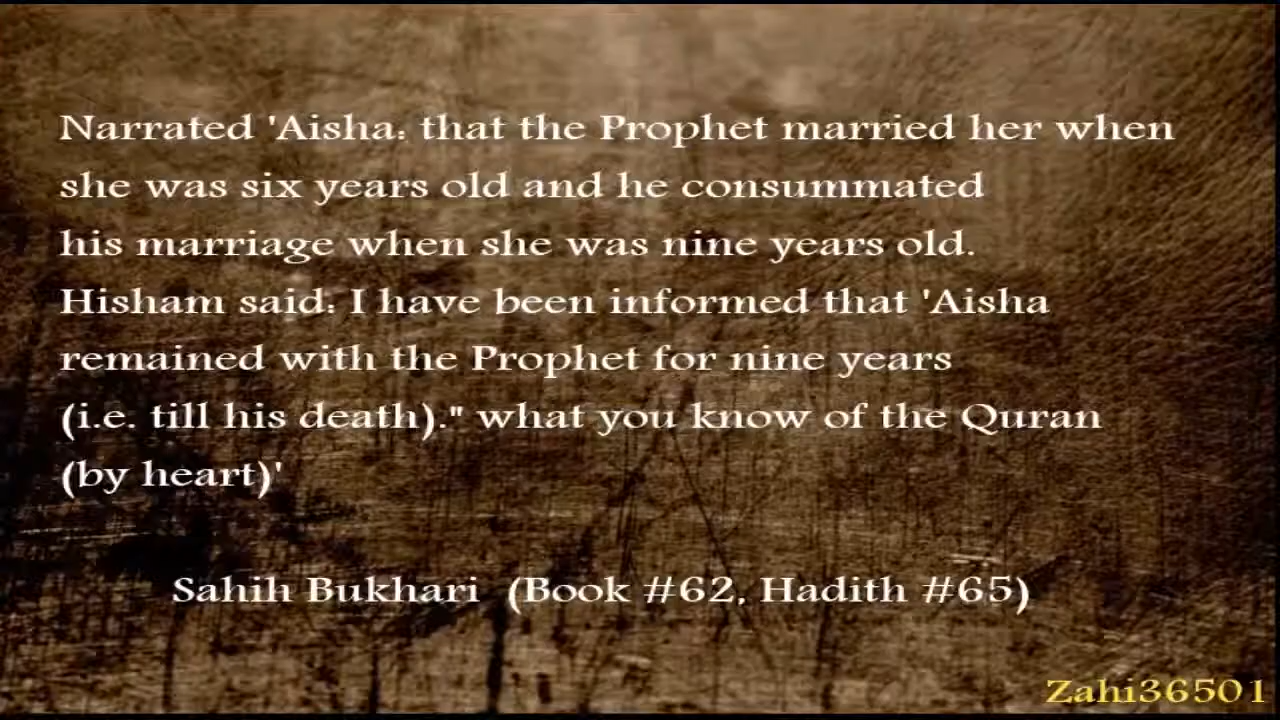 Narrated 'Aisha: that the Prophet married her when
she was six years old and he consummated
his marriage when she was nine years old.
Hisham said: I have been informed that 'Aisha
remained with the Prophet for nine years
(i.e. till his death)." what you know of the Quran
(by heart)'
Sahih Bukhari (Book #62, Hadith #65)
Zahi36501